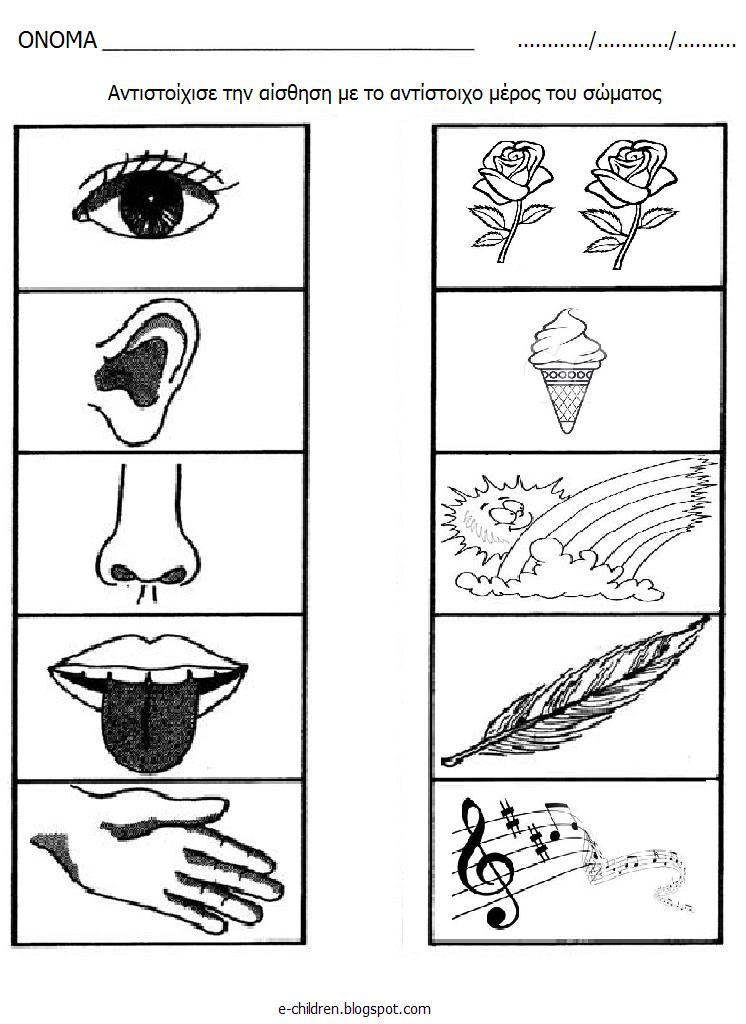 ΟΝΟΜΑ ________________________________ ............/............/..........
Αντιστοίχισε την αίσθηση με το αντίστοιχο μέρος του σώματος
e-children.blogspot.com